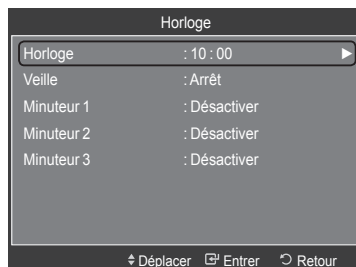 Horloge
Horloge : 10 : 00
Veille : Arrêt
Minuteur 1 : Désactiver
Minuteur 2 : Désactiver
Minuteur 3 : Désactiver
Déplacer Entrer Retour